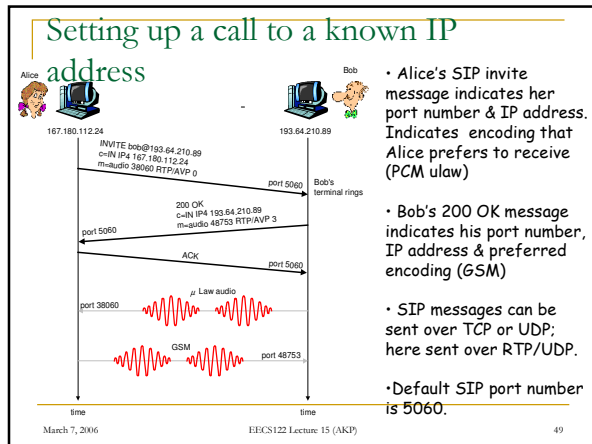 Setting up a call to a known IP
address
Alice
Bob
167.180.112.24
193.64.210.89
INVITE bob@193.64.210.89
c=IN IP4 167.180.112.24
m=audio 38060 RTP/AVP 0
port 5060
Bob's
terminal rings
200 OK
c=IN IP4 193.64.210.89
m=audio 48753 RTP/AVP 3
port 5060
ACK
port 5060
μ Law audio
port 38060
GSM
port 48753
time
time
• Alice's SIP invite
message indicates her
port number & IP address.
Indicates encoding that
Alice prefers to receive
(PCM ulaw)
• Bob's 200 OK message
indicates his port number,
IP address & preferred
encoding (GSM)
• SIP messages can be
sent over TCP or UDP;
here sent over RTP/UDP.
•Default SIP port number
is 5060.
March 7, 2006
EECS122 Lecture 15 (AKP)
49